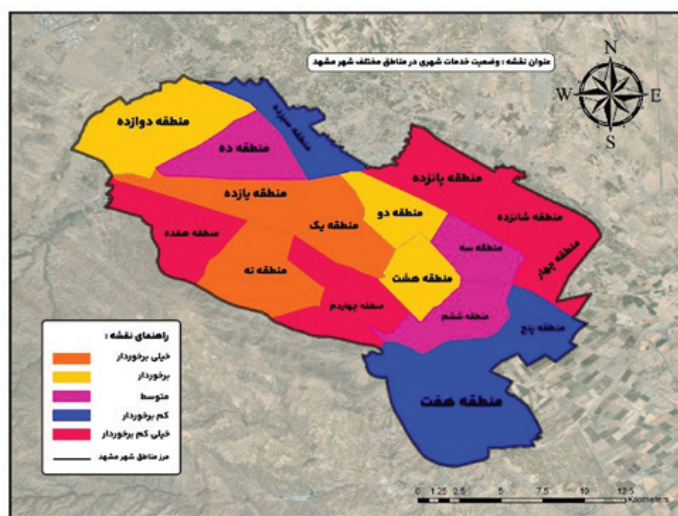 عنوان نقشه : وضعیت خدمات شهری در مناطق مختلف شهر مشهد
N
W E
S
منطقه دوازده
منطقه سیزده
منطقه ده
منطقه پانزده
منطقه یازده
منطقه دو
منطقه شانزده
منطقه یک
منطقه هفده
منطقه سه
منطقه چهار
منطقه نه
منطقه هشت
منطقه چهاردم
منطقه ششم
منطقه پنج
منطقه هفت
راهنمای نقشه :
خیلی برخوردار
برخوردار
متوسط
کم برخوردار
خیلی کم برخوردار
مرز مناطق شهر مشهد
0 1.25 2.5 5 7.5 10 12.5
Kilometers